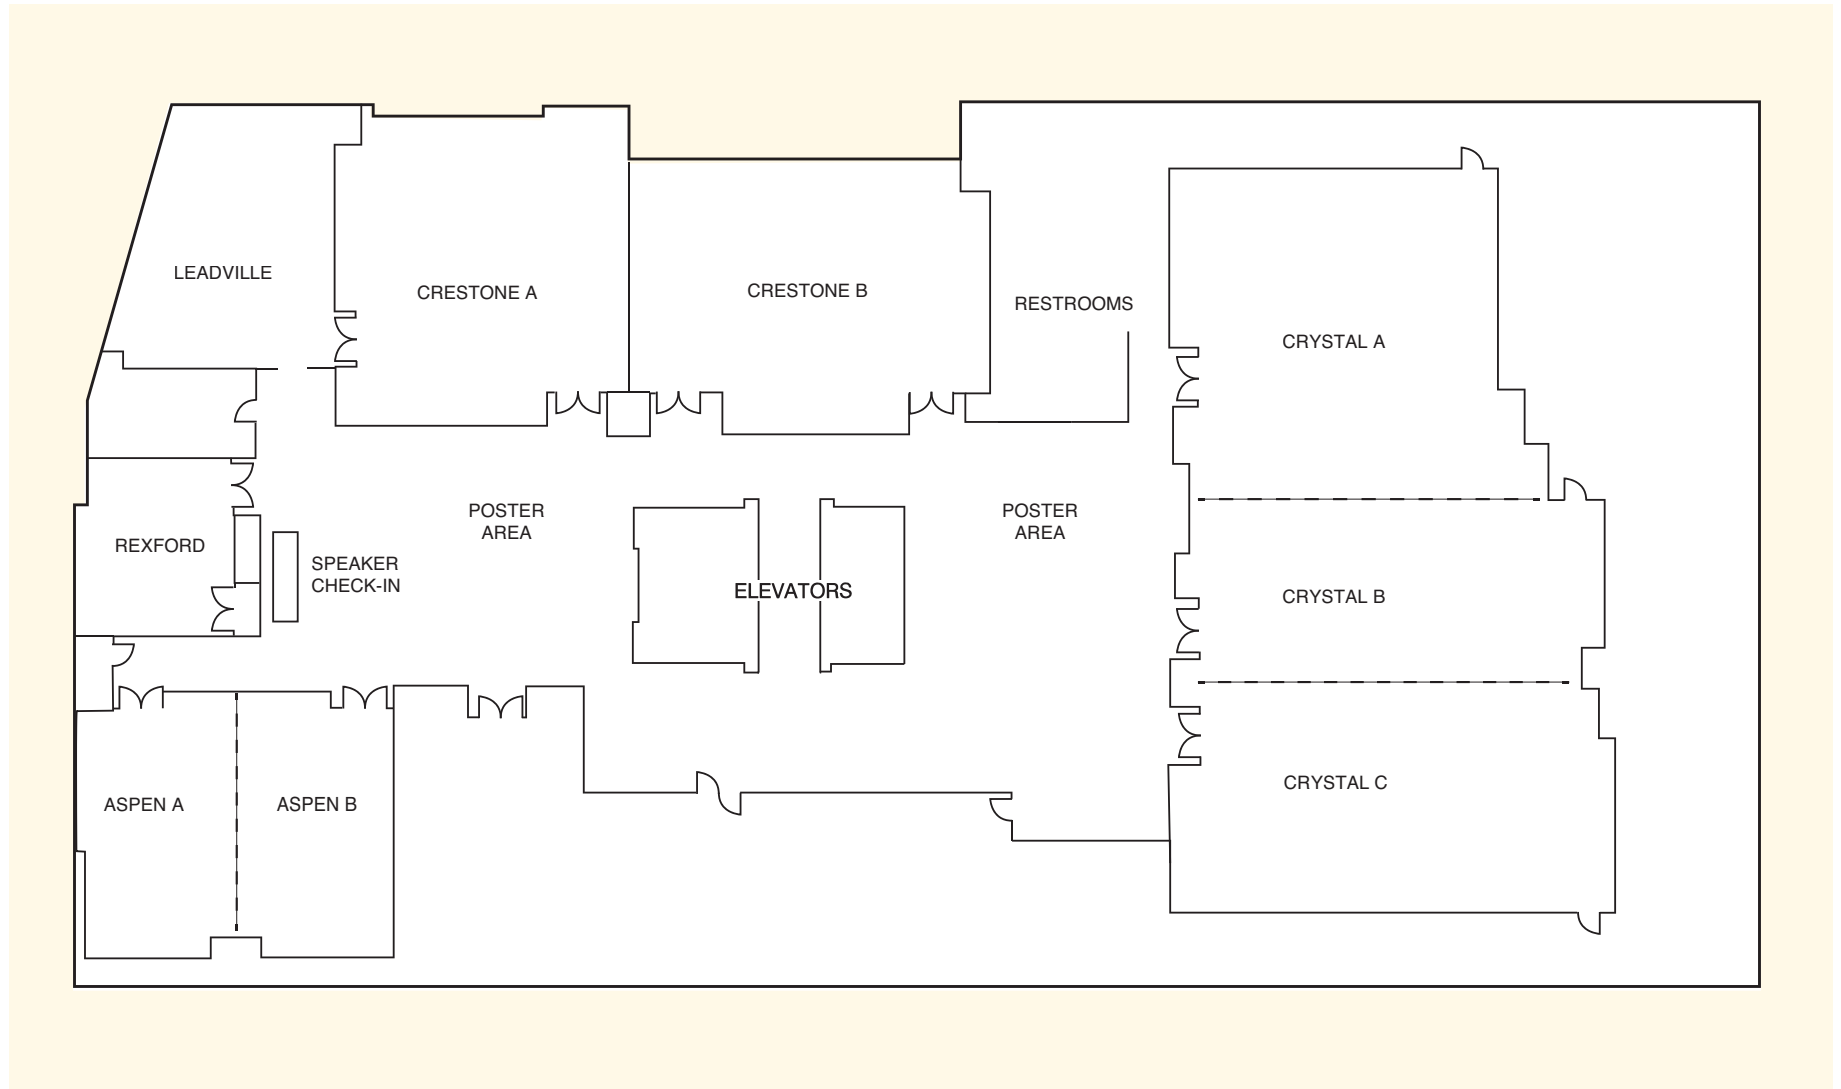 LEADVILLE
CRESTONE A
CRESTONE B
RESTROOMS
CRYSTAL A
POSTER
AREA
POSTER
AREA
REXFORD
SPEAKER
CHECK-IN
ELEVATORS
CRYSTAL B
ASPEN A
ASPEN B
CRYSTAL C